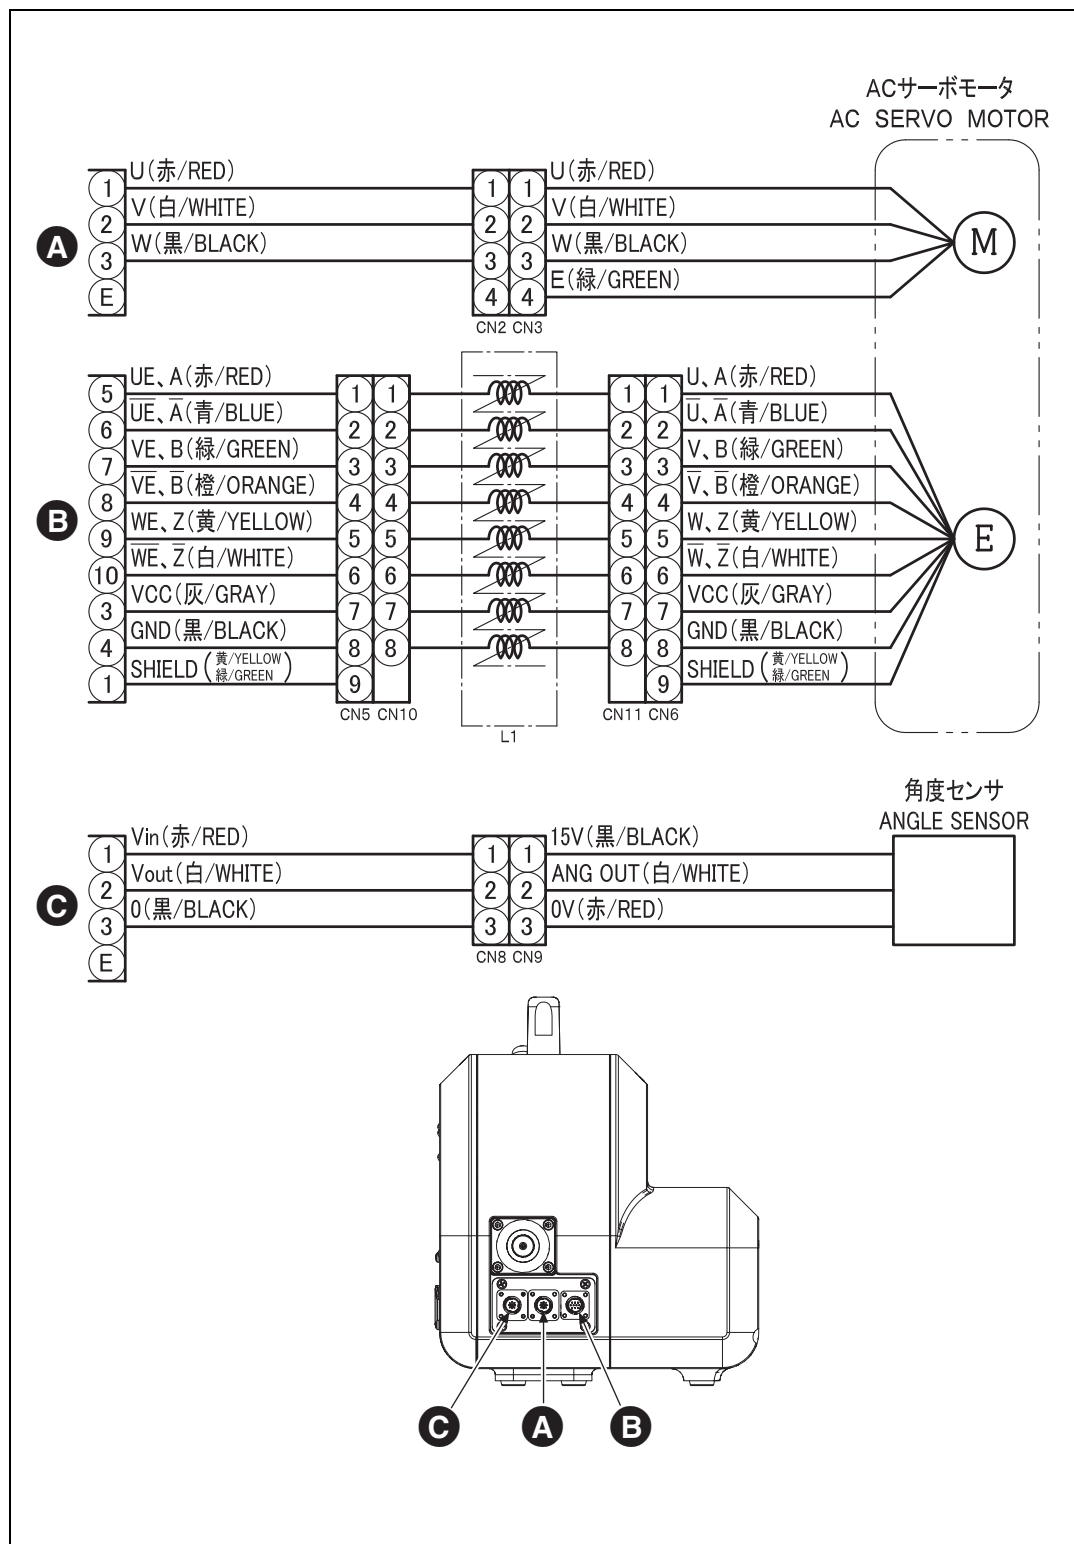 ACサーボモータ
AC SERVO MOTOR
A
1 U(赤/RED) 1 1 U(赤/RED)
2 V(白/WHITE) 2 2 V(白/WHITE)
3 W(黒/BLACK) 3 3 W(黒/BLACK)
E 4 4 E(緑/GREEN)
M
CN2 CN3
B
5 UE、A(赤/RED) 1 1 1 1 U、A(赤/RED)
6 U̅E̅、A̅(青/BLUE) 2 2 2 2 U̅、A̅(青/BLUE)
7 VE、B(緑/GREEN) 3 3 3 3 V、B(緑/GREEN)
8 V̅E̅、B̅(橙/ORANGE) 4 4 4 4 V̅、B̅(橙/ORANGE)
9 WE、Z(黄/YELLOW) 5 5 5 5 W、Z(黄/YELLOW)
10 W̅E̅、Z̅(白/WHITE) 6 6 6 6 W̅、Z̅(白/WHITE)
3 VCC(灰/GRAY) 7 7 7 7 VCC(灰/GRAY)
4 GND(黒/BLACK) 8 8 8 8 GND(黒/BLACK)
1 SHIELD(黄/YELLOW 緑/GREEN) 9 9 SHIELD(黄/YELLOW 緑/GREEN)
E
CN5 CN10 L1 CN11 CN6
角度センサ
ANGLE SENSOR
C
1 Vin(赤/RED) 1 1 15V(黒/BLACK)
2 Vout(白/WHITE) 2 2 ANG OUT(白/WHITE)
3 0(黒/BLACK) 3 3 0V(赤/RED)
E
CN8 CN9
C A B